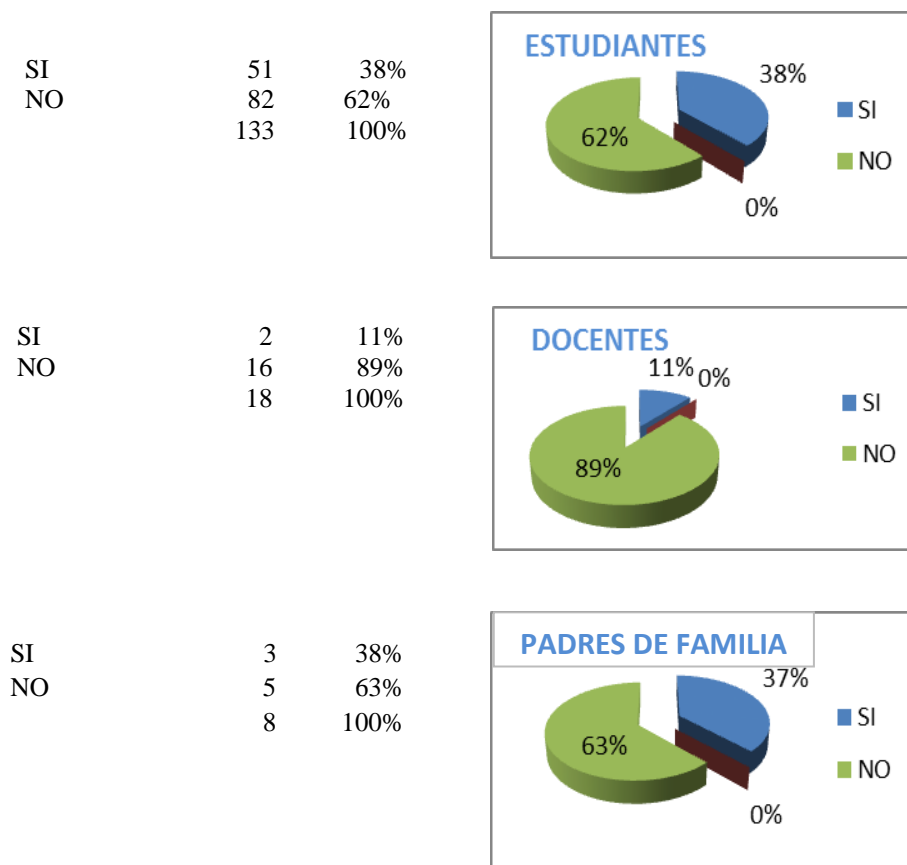 SI 51 38%
NO 82 62%
133 100%
ESTUDIANTES
38%
62%
0%
SI
NO
SI 2 11%
NO 16 89%
18 100%
DOCENTES
11% 0%
89%
SI
NO
SI 3 38%
NO 5 63%
8 100%
PADRES DE FAMILIA
37%
63%
0%
SI
NO